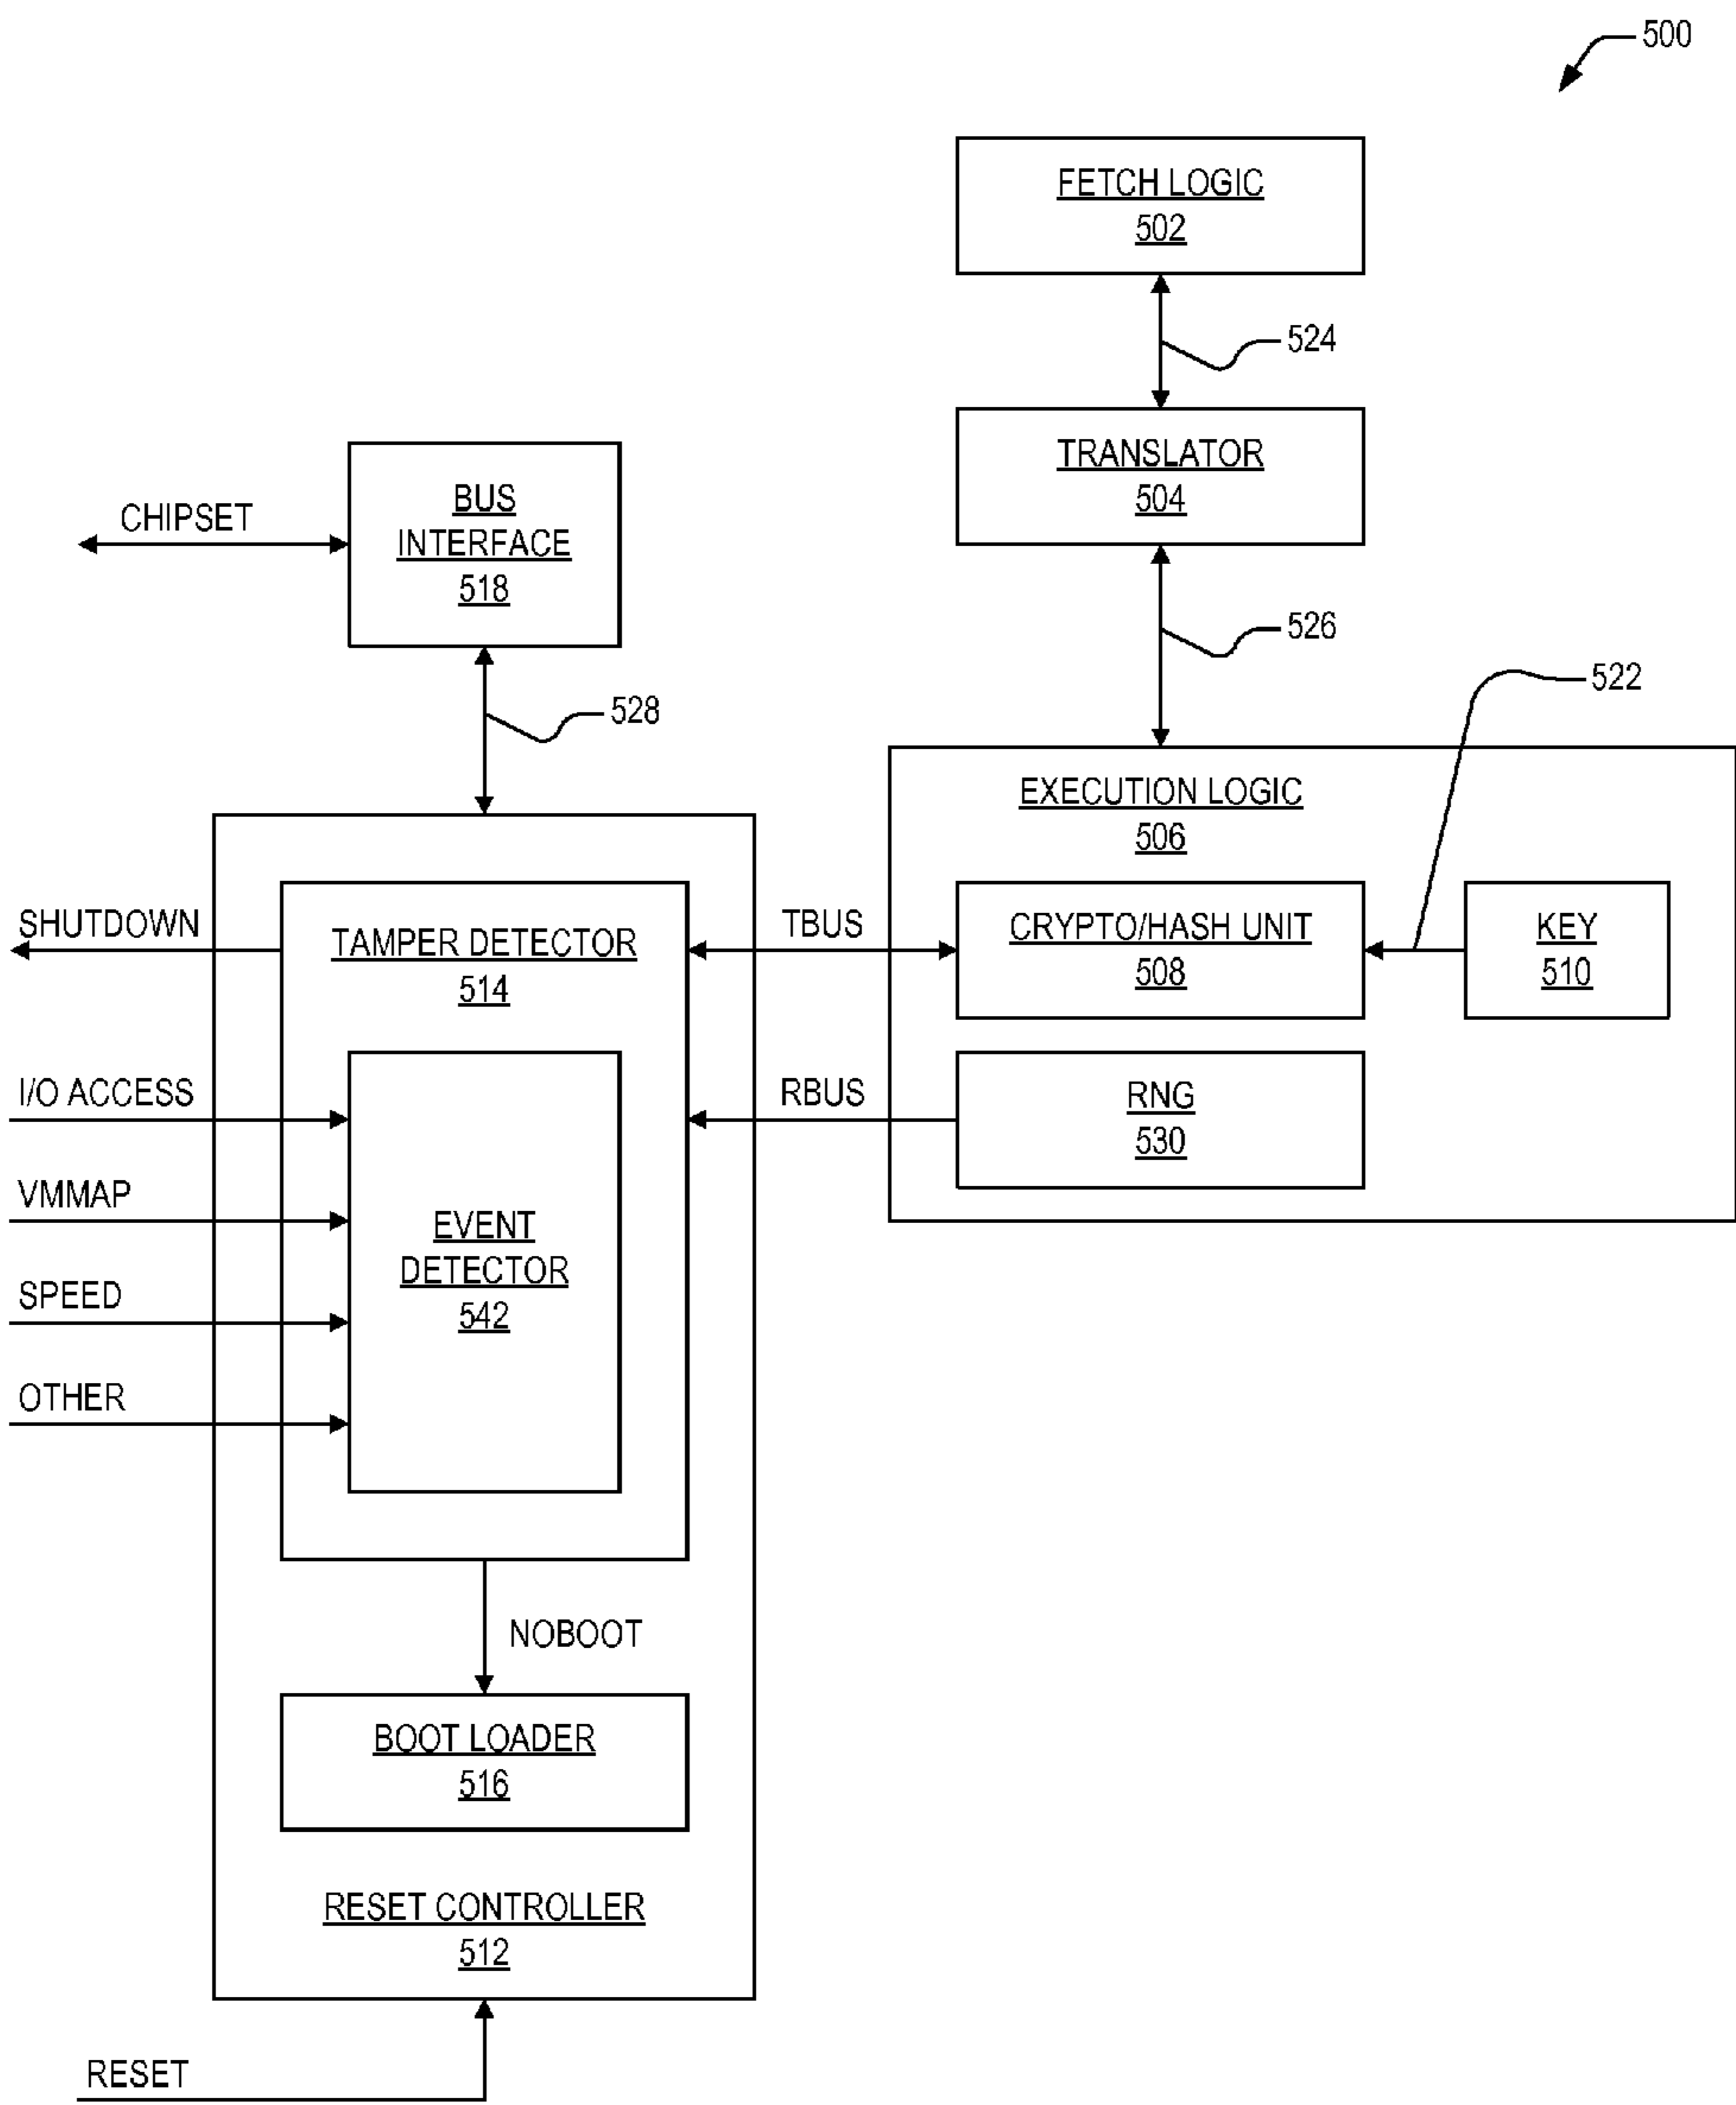 500
FETCH LOGIC
502
524
TRANSLATOR
504
BUS
INTERFACE
518
CHIPSET
526
522
528
EXECUTION LOGIC
506
SHUTDOWN
TAMPER DETECTOR
514
TBUS
CRYPTO/HASH UNIT
508
KEY
510
I/O ACCESS
RBUS
RNG
530
VMMAP
EVENT
DETECTOR
542
SPEED
OTHER
NOBOOT
BOOT LOADER
516
RESET CONTROLLER
512
RESET